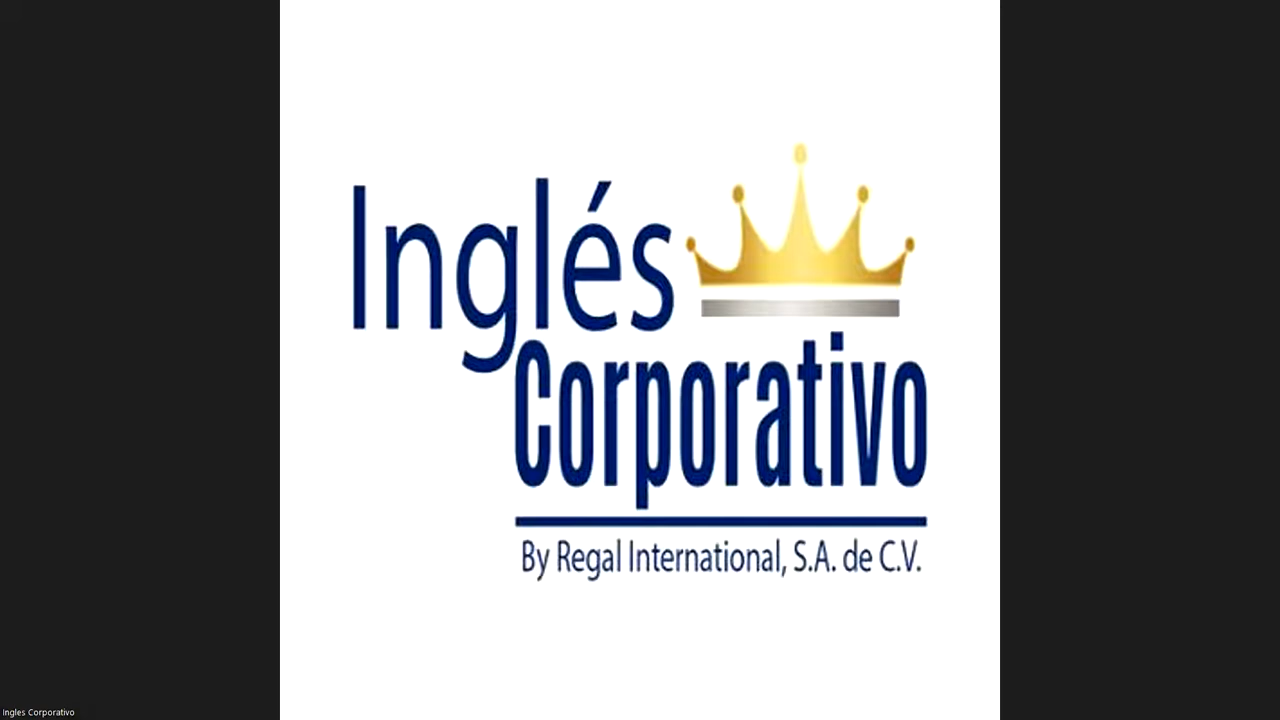 Inglés
Corporativo
By Regal International, S.A. de C.V.
Ingles Corporativo